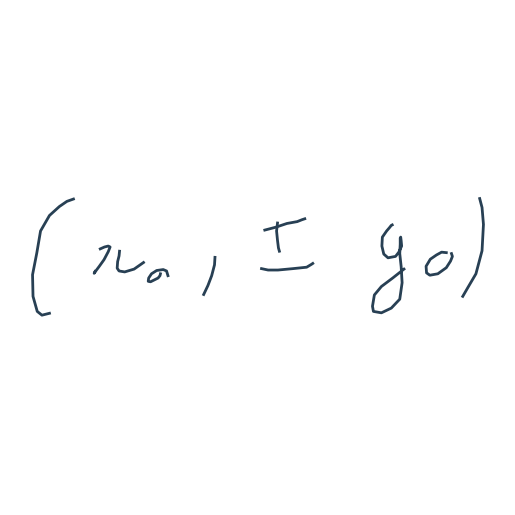 (x₀, ± y₀)